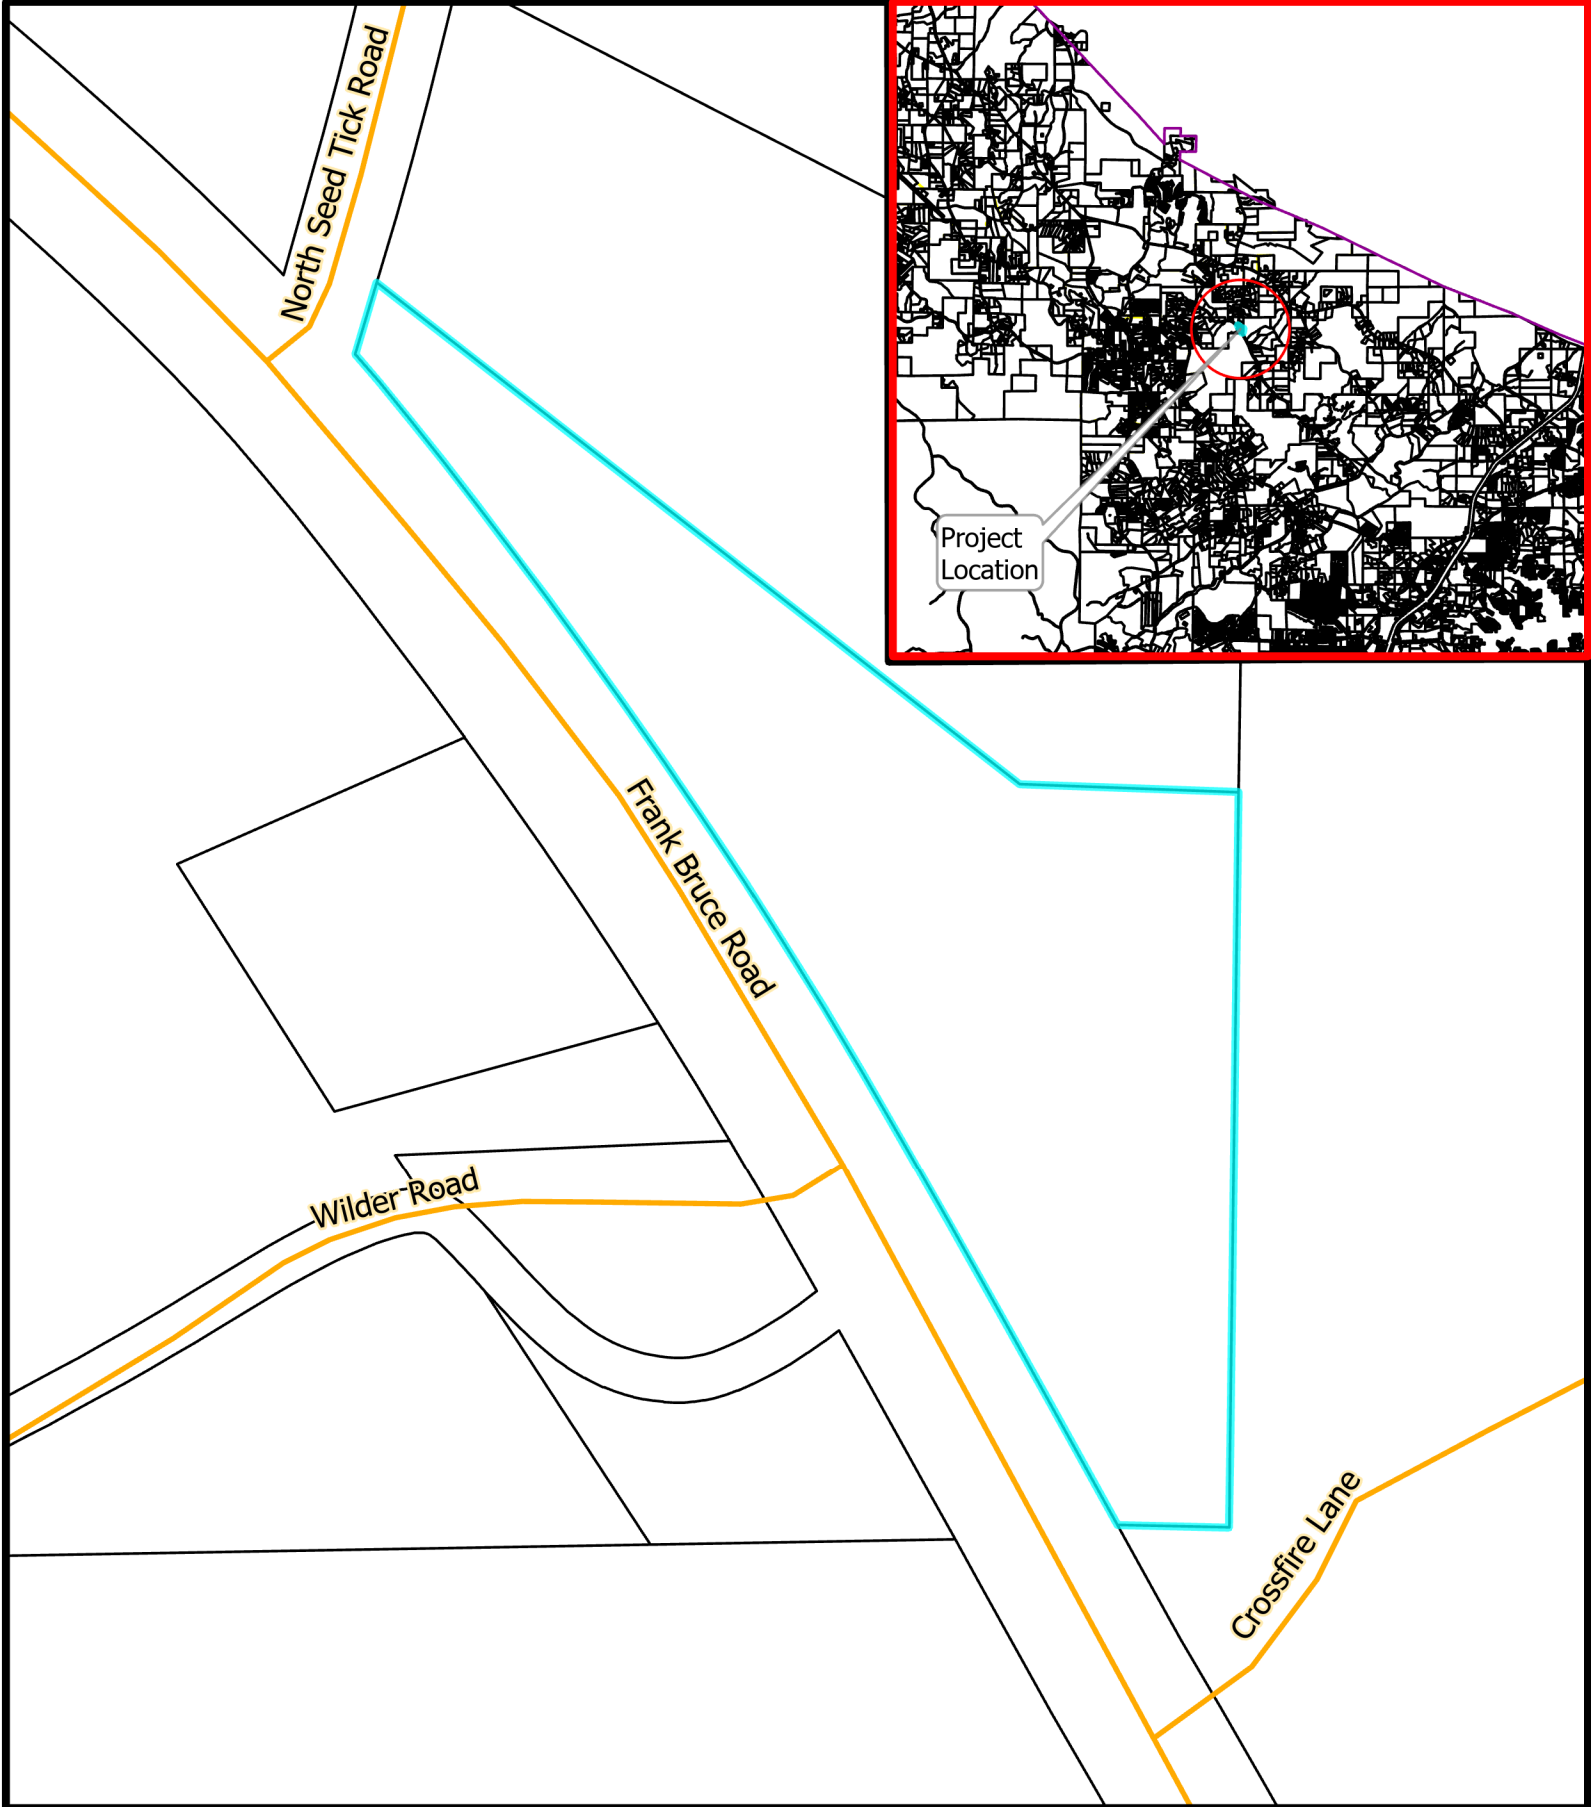 North Seed Tick Road
Project
Location
Frank Bruce Road
Wilder Road
Crossfire Lane